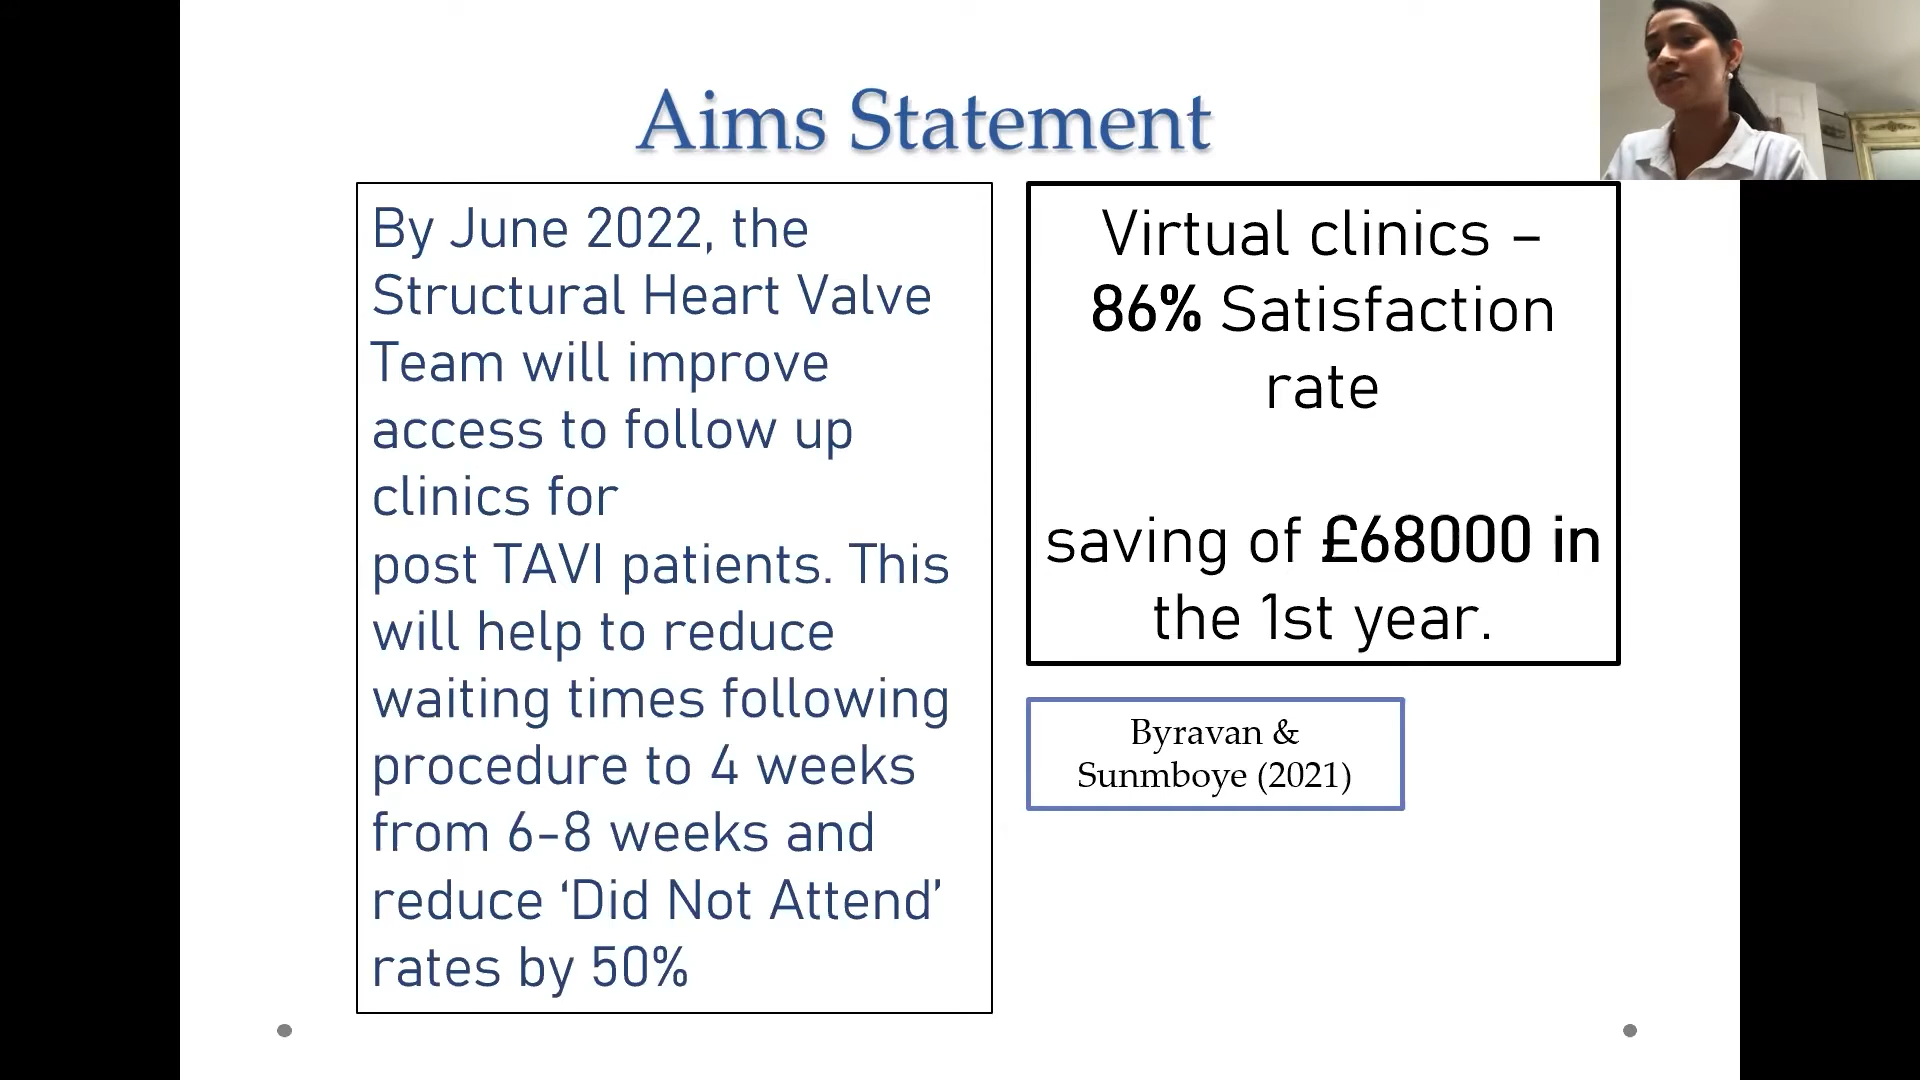 Aims Statement
By June 2022, the
Structural Heart Valve
Team will improve
access to follow up
clinics for
post TAVI patients. This
will help to reduce
waiting times following
procedure to 4 weeks
from 6-8 weeks and
reduce ‘Did Not Attend’
rates by 50%
Virtual clinics –
86% Satisfaction
rate
saving of £68000 in
the 1st year.
Byravan &
Sunmboye (2021)